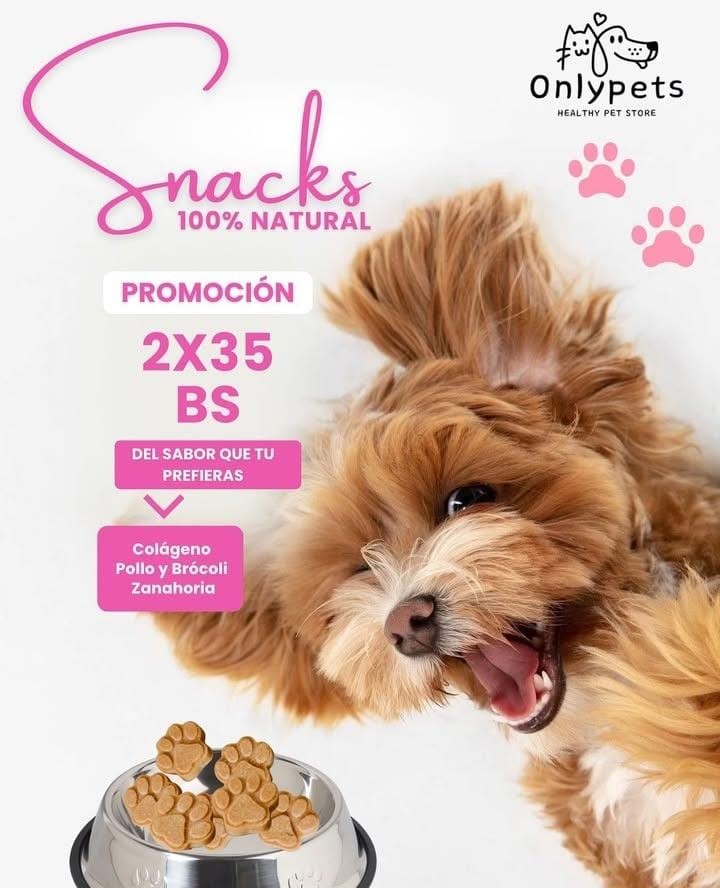 Onlypets
HEALTHY PET STORE
Snacks
100% NATURAL
PROMOCIÓN
2X35
BS
DEL SABOR QUE TU
PREFIERAS
Colágeno
Pollo y Brócoli
Zanahoria